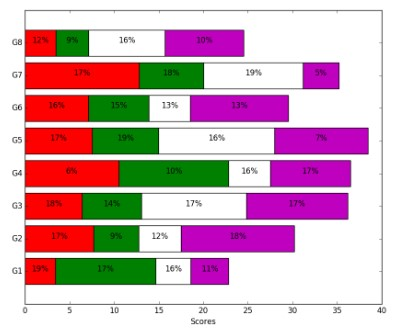 G8 12% 9% 16% 10%
G7 17% 18% 19% 5%
G6 16% 15% 13% 13%
G5 17% 19% 16% 7%
G4 6% 10% 16% 17%
G3 18% 14% 17% 17%
G2 17% 9% 12% 18%
G1 19% 17% 16% 11%
0 5 10 15 20 25 30 35 40
Scores